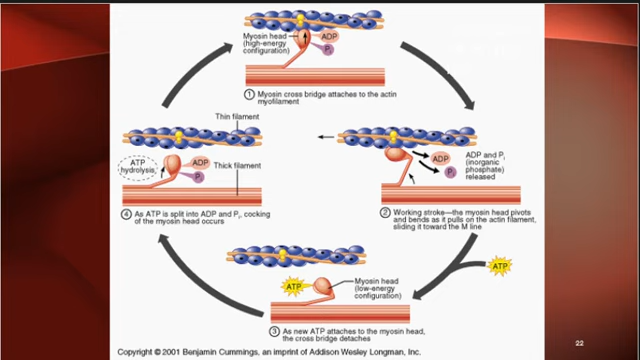 Myosin head
(high-energy
configuration)
ADP
Pi
① Myosin cross bridge attaches to the actin
myofilament
Thin filament
ATP
hydrolysis
ADP
Pi
Thick filament
④ As ATP is split into ADP and Pi, cocking
of the myosin head occurs
ADP
Pi
ADP and Pi
(inorganic
phosphate)
released
② Working stroke—the myosin head pivots
and bends as it pulls on the actin filament,
sliding it toward the M line
ATP
ATP
Myosin head
(low-energy
configuration)
③ As new ATP attaches to the myosin head,
the cross bridge detaches
22
Copyright © 2001 Benjamin Cummings, an imprint of Addison Wesley Longman, Inc.